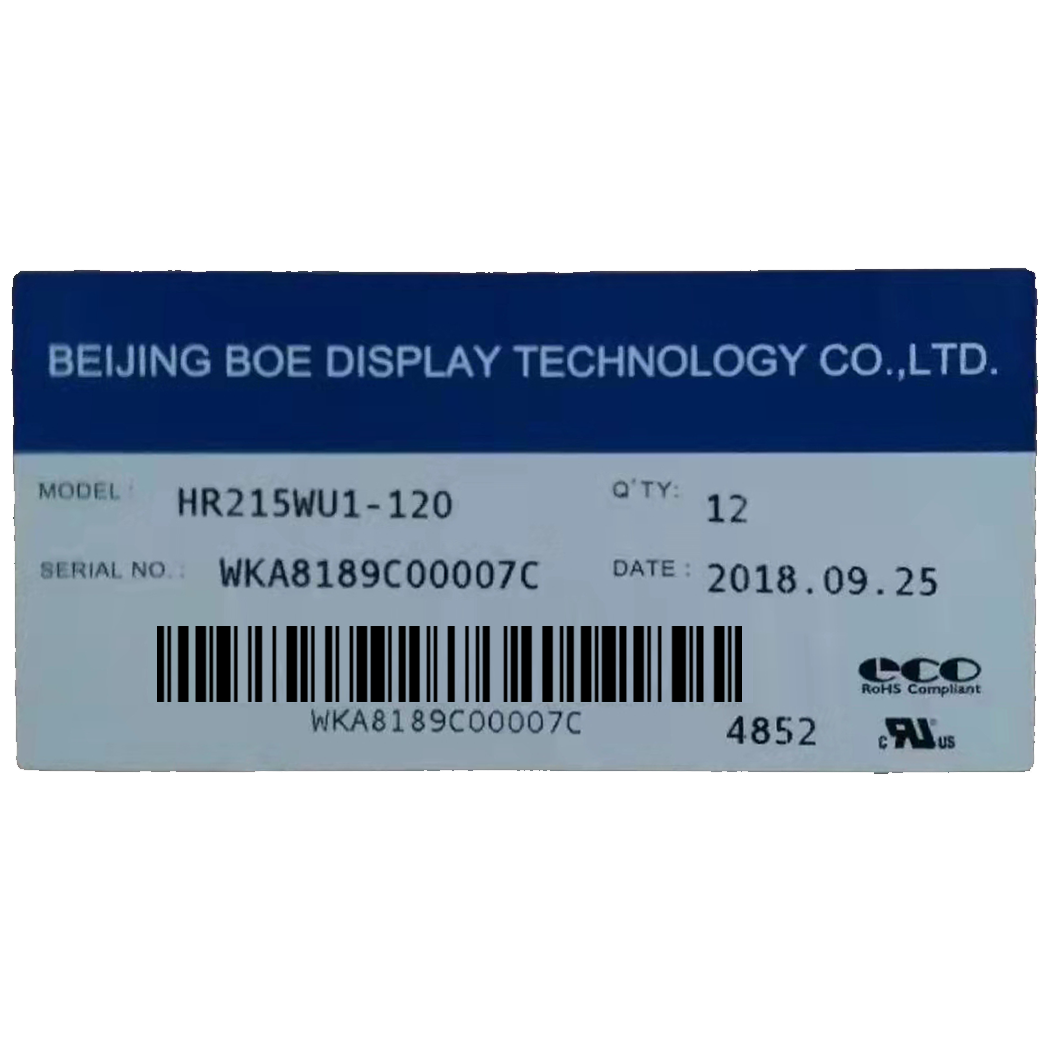 BEIJING BOE DISPLAY TECHNOLOGY CO.,LTD.
MODEL : HR215WU1-120 Q'TY: 12
SERIAL NO. : WKA8189C00007C DATE : 2018.09.25
WKA8189C00007C
4852
eco
RoHS Compliant
c RU US